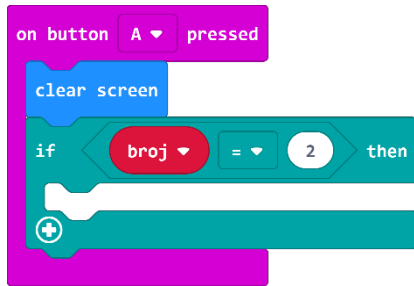 on button A pressed
clear screen
if broj = 2 then